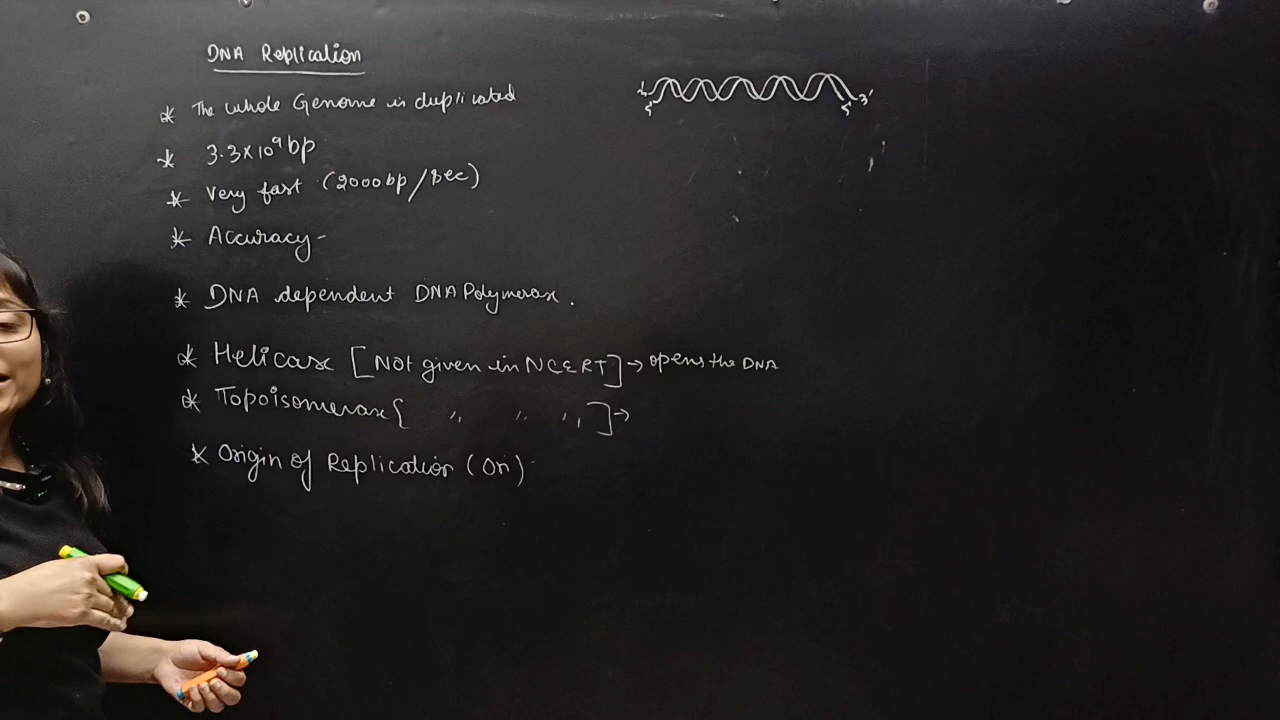 DNA Replication
* The whole Genome is duplicated
* 3.3×10⁹ bp
* Very fast (2000bp/sec)
* Accuracy-
* DNA dependent DNA Polymerase.
* Helicase [Not given in NCERT] → opens the DNA
* Topoisomerase [ " " " ] →
* Origin of Replication (Ori)
5'
5' 3'